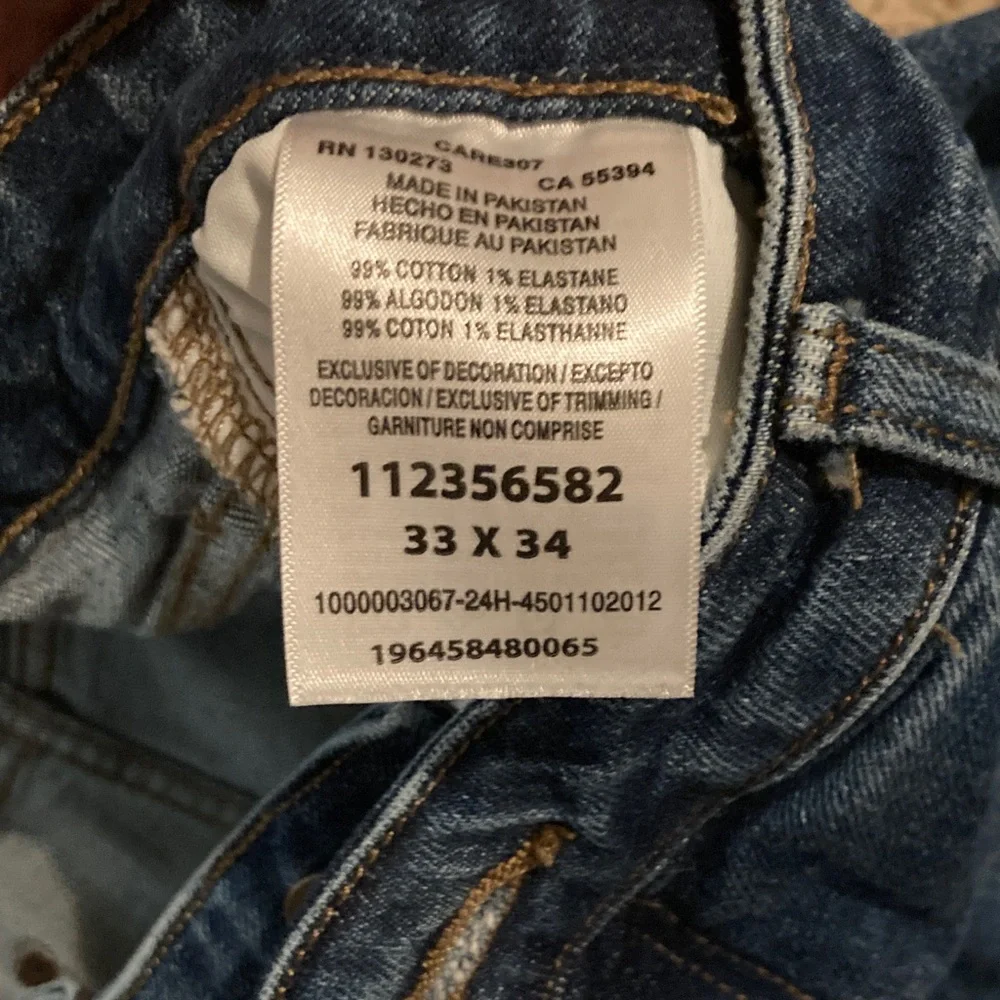 CARE307
RN 130273 CA 55394
MADE IN PAKISTAN
HECHO EN PAKISTAN
FABRIQUE AU PAKISTAN
99% COTTON 1% ELASTANE
99% ALGODON 1% ELASTANO
99% COTON 1% ELASTHANNE
EXCLUSIVE OF DECORATION / EXCEPTO
DECORACION / EXCLUSIVE OF TRIMMING /
GARNITURE NON COMPRISE
112356582
33 X 34
1000003067-24H-4501102012
196458480065